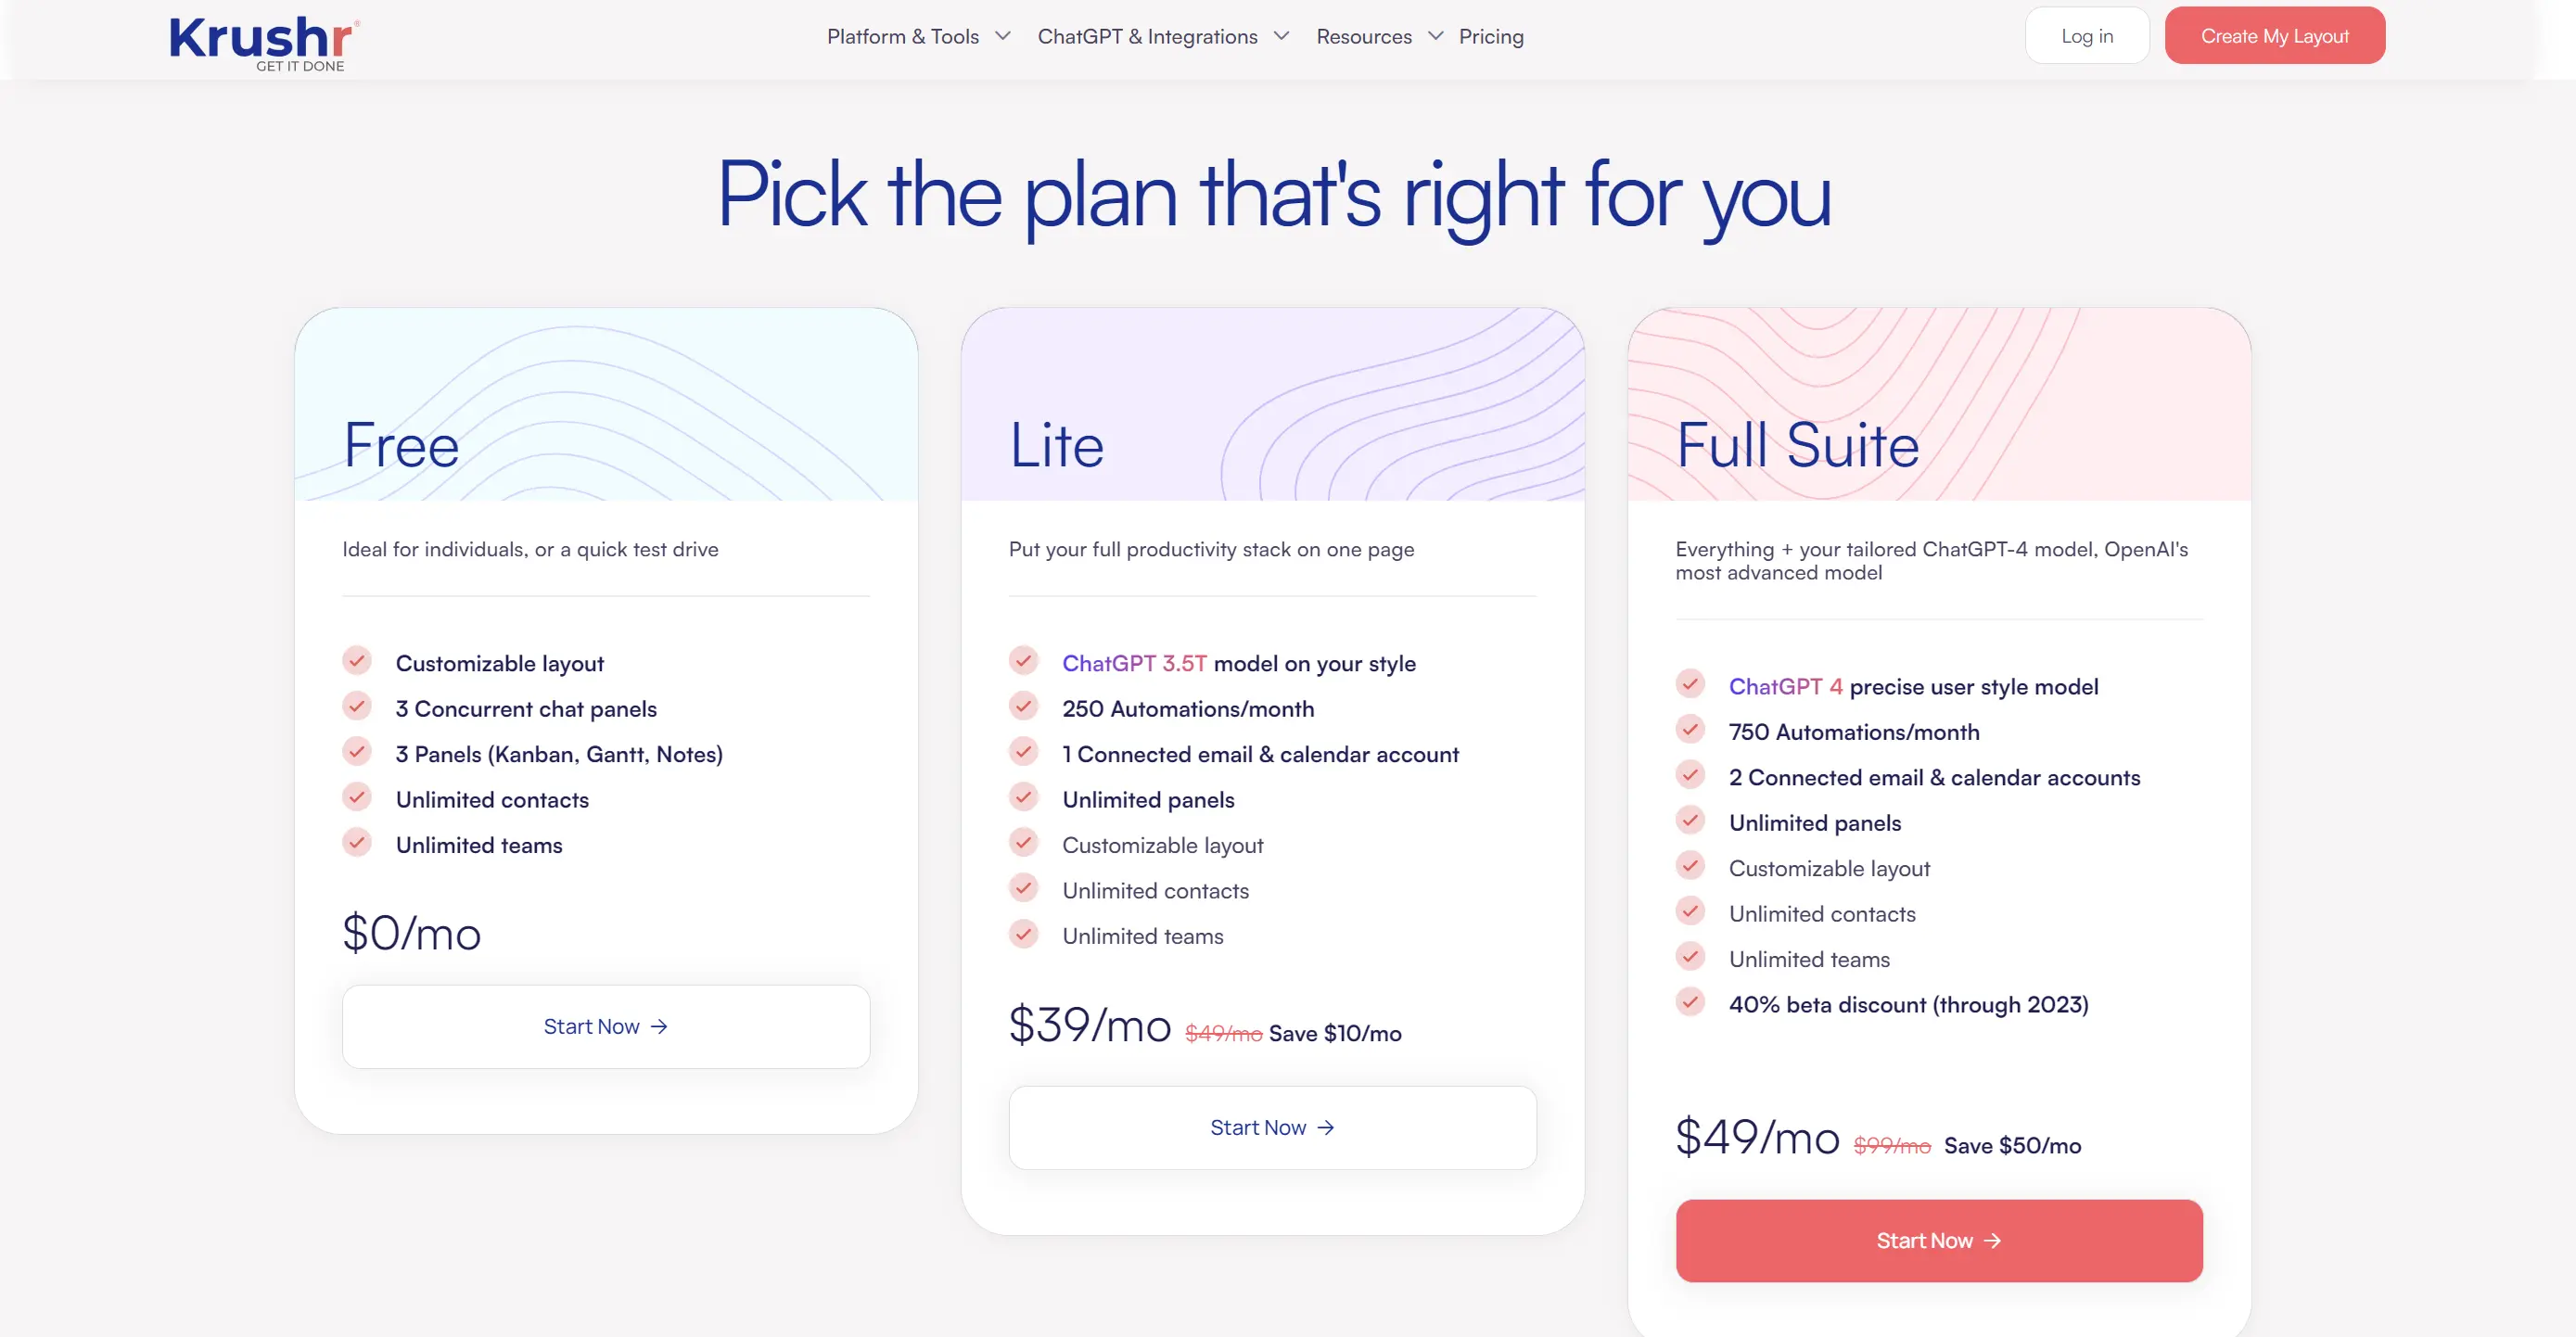 Krushr®
GET IT DONE
Platform & Tools
ChatGPT & Integrations
Resources
Pricing
Log in
Create My Layout
Pick the plan that's right for you
Free
Ideal for individuals, or a quick test drive
Customizable layout
3 Concurrent chat panels
3 Panels (Kanban, Gantt, Notes)
Unlimited contacts
Unlimited teams
$0/mo
Start Now →
Lite
Put your full productivity stack on one page
ChatGPT 3.5T model on your style
250 Automations/month
1 Connected email & calendar account
Unlimited panels
Customizable layout
Unlimited contacts
Unlimited teams
$39/mo $49/mo Save $10/mo
Start Now →
Full Suite
Everything + your tailored ChatGPT-4 model, OpenAI's
most advanced model
ChatGPT 4 precise user style model
750 Automations/month
2 Connected email & calendar accounts
Unlimited panels
Customizable layout
Unlimited contacts
Unlimited teams
40% beta discount (through 2023)
$49/mo $99/mo Save $50/mo
Start Now →